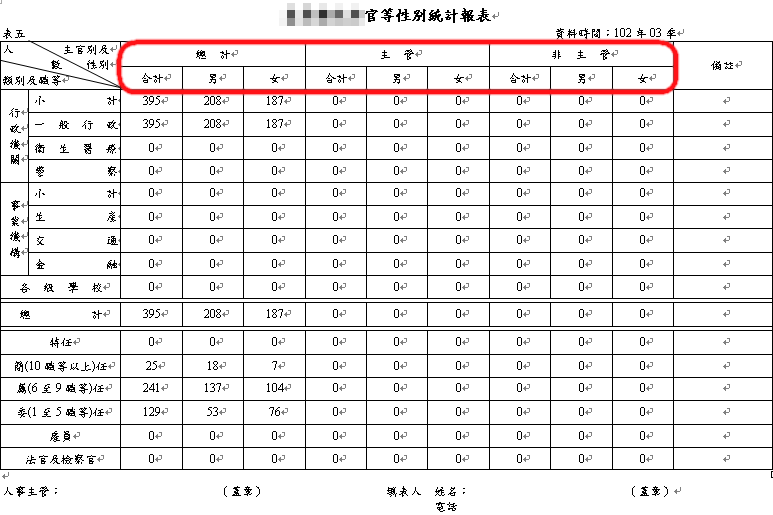 官等性別統計報表
表五 資料時間：102 年 03 季
人 主官別及 總 計 主 管 非 主 管 備註
數 性別
類別及職等 合計 男 女 合計 男 女 合計 男 女
行政機關 小 計 395 208 187 0 0 0 0 0 0
一 般 行 政 395 208 187 0 0 0 0 0 0
衛 生 醫 療 0 0 0 0 0 0 0 0 0
警 察 0 0 0 0 0 0 0 0 0
事業機構 小 計 0 0 0 0 0 0 0 0 0
生 產 0 0 0 0 0 0 0 0 0
交 通 0 0 0 0 0 0 0 0 0
金 融 0 0 0 0 0 0 0 0 0
各 級 學 校 0 0 0 0 0 0 0 0 0
總 計 395 208 187 0 0 0 0 0 0
特任 0 0 0 0 0 0 0 0 0
簡(10 職等以上)任 25 18 7 0 0 0 0 0 0
薦(6 至 9 職等)任 241 137 104 0 0 0 0 0 0
委(1 至 5 職等)任 129 53 76 0 0 0 0 0 0
雇員 0 0 0 0 0 0 0 0 0
法官及檢察官 0 0 0 0 0 0 0 0 0
人事主管： (蓋章) 填表人 姓名： (蓋章)
電話